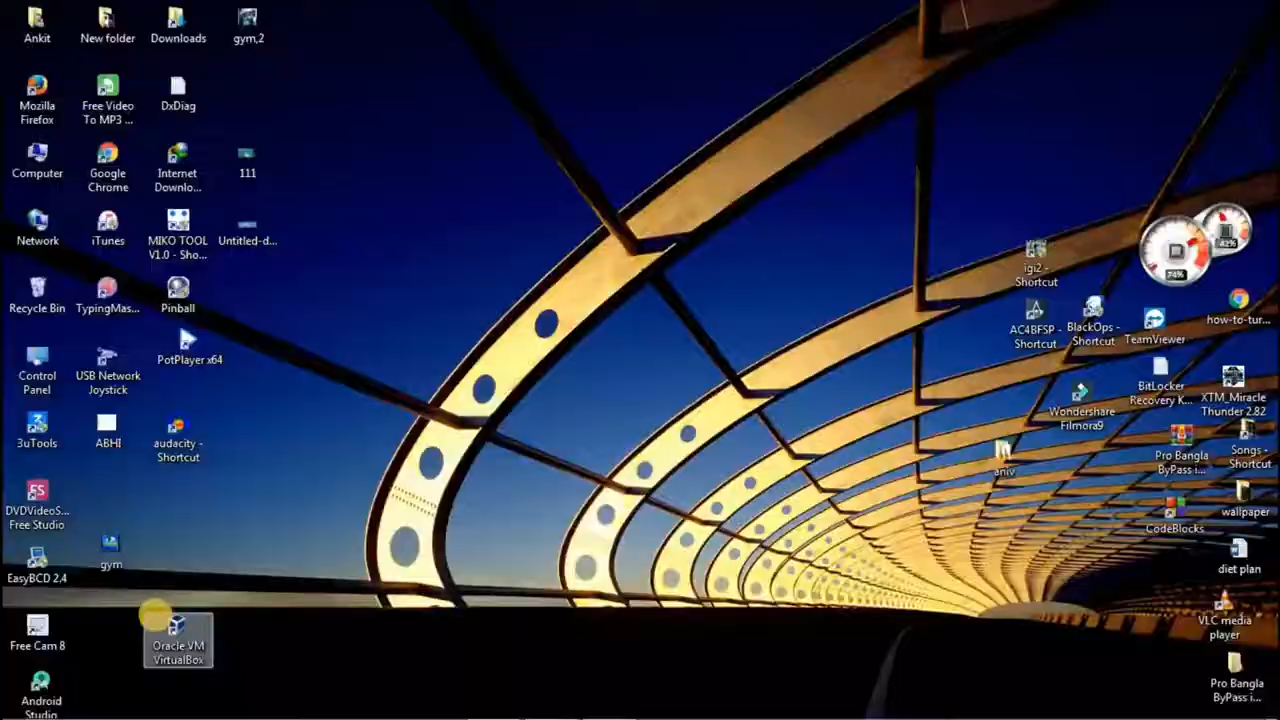 Ankit
New folder
Downloads
gym,2
Mozilla
Firefox
Free Video
To MP3 ...
DxDiag
Computer
Google
Chrome
Internet
Downlo...
111
Network
iTunes
MIKO TOOL
V1.0 - Sho...
Untitled-d...
Recycle Bin
TypingMas...
Pinball
Control
Panel
USB Network
Joystick
PotPlayer x64
3uTools
ABHI
audacity -
Shortcut
DVDVideoS...
Free Studio
EasyBCD 2.4
gym
Free Cam 8
Oracle VM
VirtualBox
Android
Studio
42%
74%
igi2 -
Shortcut
AC4BFSP -
Shortcut
BlackOps -
Shortcut
TeamViewer
how-to-tur...
Wondershare
Filmora9
BitLocker
Recovery K...
XTM_Miracle
Thunder 2.82
aniv
Pro Bangla
ByPass i...
Songs -
Shortcut
CodeBlocks
wallpaper
diet plan
VLC media
player
Pro Bangla
ByPass i...